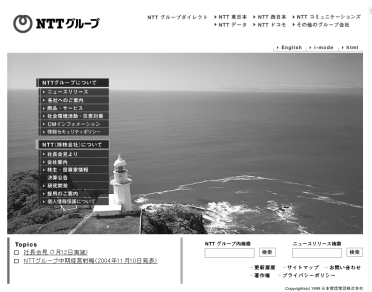 NTTグループ
NTT グループダイレクト NTT 東日本 NTT 西日本 NTT コミュニケーションズ
NTT データ NTT ドコモ その他のグループ会社
English i-mode html
NTTグループについて
ニュースリリース
各社へのご案内
商品・サービス
社会環境活動・災害対策
CMインフォメーション
情報セキュリティポリシー
NTT(持株会社)について
社長会見より
会社案内
株主・投資家情報
決算公告
研究開発
採用のご案内
個人情報保護について
Topics
社長会見(7月12日実施)
NTTグループ中期経営戦略(2004年11月10日発表)
NTT グループ内検索 ニュースリリース検索
検索 検索
更新履歴 サイトマップ お問い合わせ
著作権 プライバシーポリシー
Copyright(c) 1999 日本電信電話株式会社